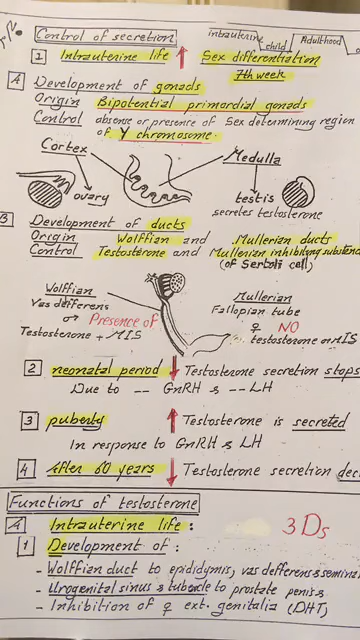 Control of secretion
intrauterine child Adulthood
1 Intrauterine life ↑ Sex differentiation
7th week
A Development of gonads
Origin Bipotential primordial gonads
Control absense or presence of Sex determining region
of Y chromosome.
Cortex Medulla
ovary testis
secretes testosterone
B Development of ducts
Origin Wolffian and Mullerian ducts
Control Testosterone and Mullerian inhibiting substance
(of Sertoli cell)
Wolffian Mullerian
Vas defferens Fallopian tube
♂ Presence of ♀ NO
Testosterone + MIS testosterone or MIS
2 neonatal period ↓ Testosterone secretion stops
Due to -- GnRH & -- LH
3 puberty ↑ Testosterone is secreted
In response to GnRH & LH
4 After 60 years ↓ Testosterone secretion dec
Functions of testosterone
A Intrauterine life: 3Ds
1 Development of:
- Wolffian duct to epididymis, vas defferens & semina
- Urogenital sinus & tubercle to prostate penis
- Inhibition of ♀ ext. genitalia (DHT)